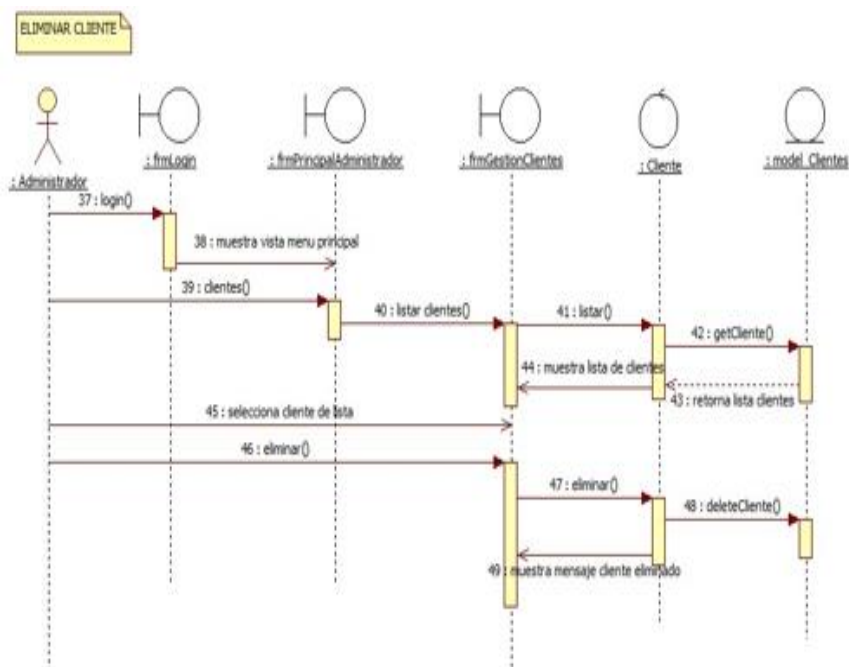 ELIMINAR CLIENTE
: Administrador
: frmLogin
: frmPrincipalAdministrador
: frmGestionClientes
: Cliente
: model_Clientes
37 : login()
38 : muestra vista menu principal
39 : clientes()
40 : listar clientes()
41 : listar()
42 : getCliente()
43 : retorna lista clientes
44 : muestra lista de clientes
45 : selecciona cliente de lista
46 : eliminar()
47 : eliminar()
48 : deleteCliente()
49 : muestra mensaje cliente eliminado